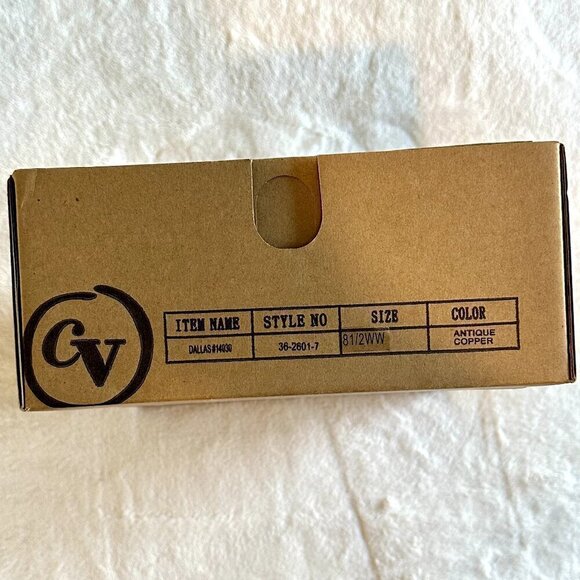 CV
ITEM NAME STYLE NO SIZE COLOR
DALLAS #14030 36-2601-7 81/2WW ANTIQUE
COPPER